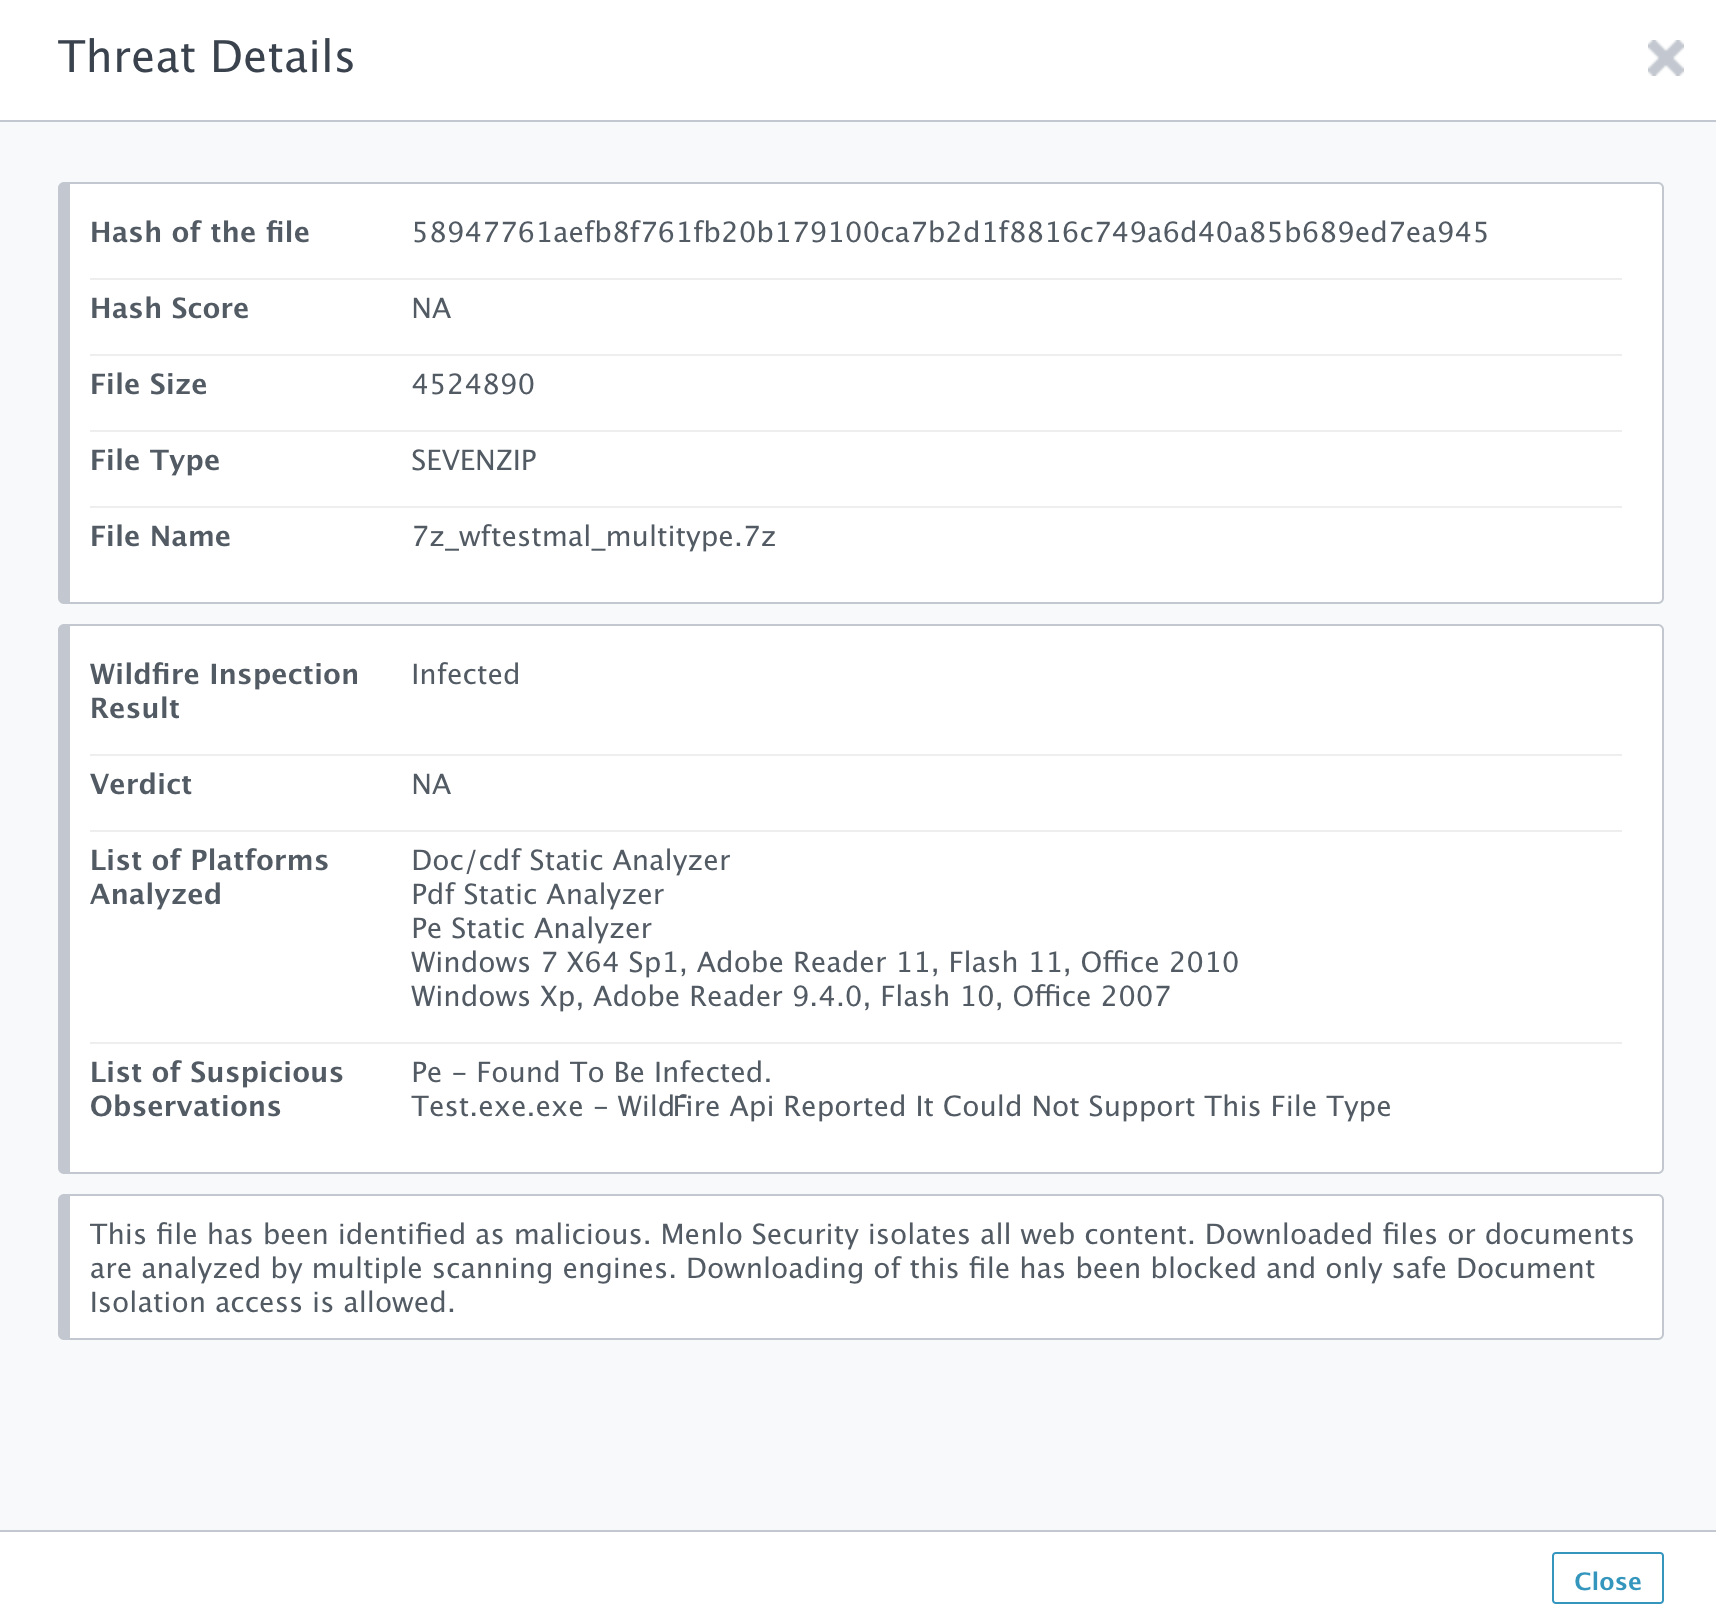 Threat Details
Hash of the file 58947761aefb8f761fb20b179100ca7b2d1f8816c749a6d40a85b689ed7ea945
Hash Score NA
File Size 4524890
File Type SEVENZIP
File Name 7z_wftestmal_multitype.7z
Wildfire Inspection Infected
Result
Verdict NA
List of Platforms Doc/cdf Static Analyzer
Analyzed Pdf Static Analyzer
Pe Static Analyzer
Windows 7 X64 Sp1, Adobe Reader 11, Flash 11, Office 2010
Windows Xp, Adobe Reader 9.4.0, Flash 10, Office 2007
List of Suspicious Pe – Found To Be Infected.
Observations Test.exe.exe – WildFire Api Reported It Could Not Support This File Type
This file has been identified as malicious. Menlo Security isolates all web content. Downloaded files or documents
are analyzed by multiple scanning engines. Downloading of this file has been blocked and only safe Document
Isolation access is allowed.
Close